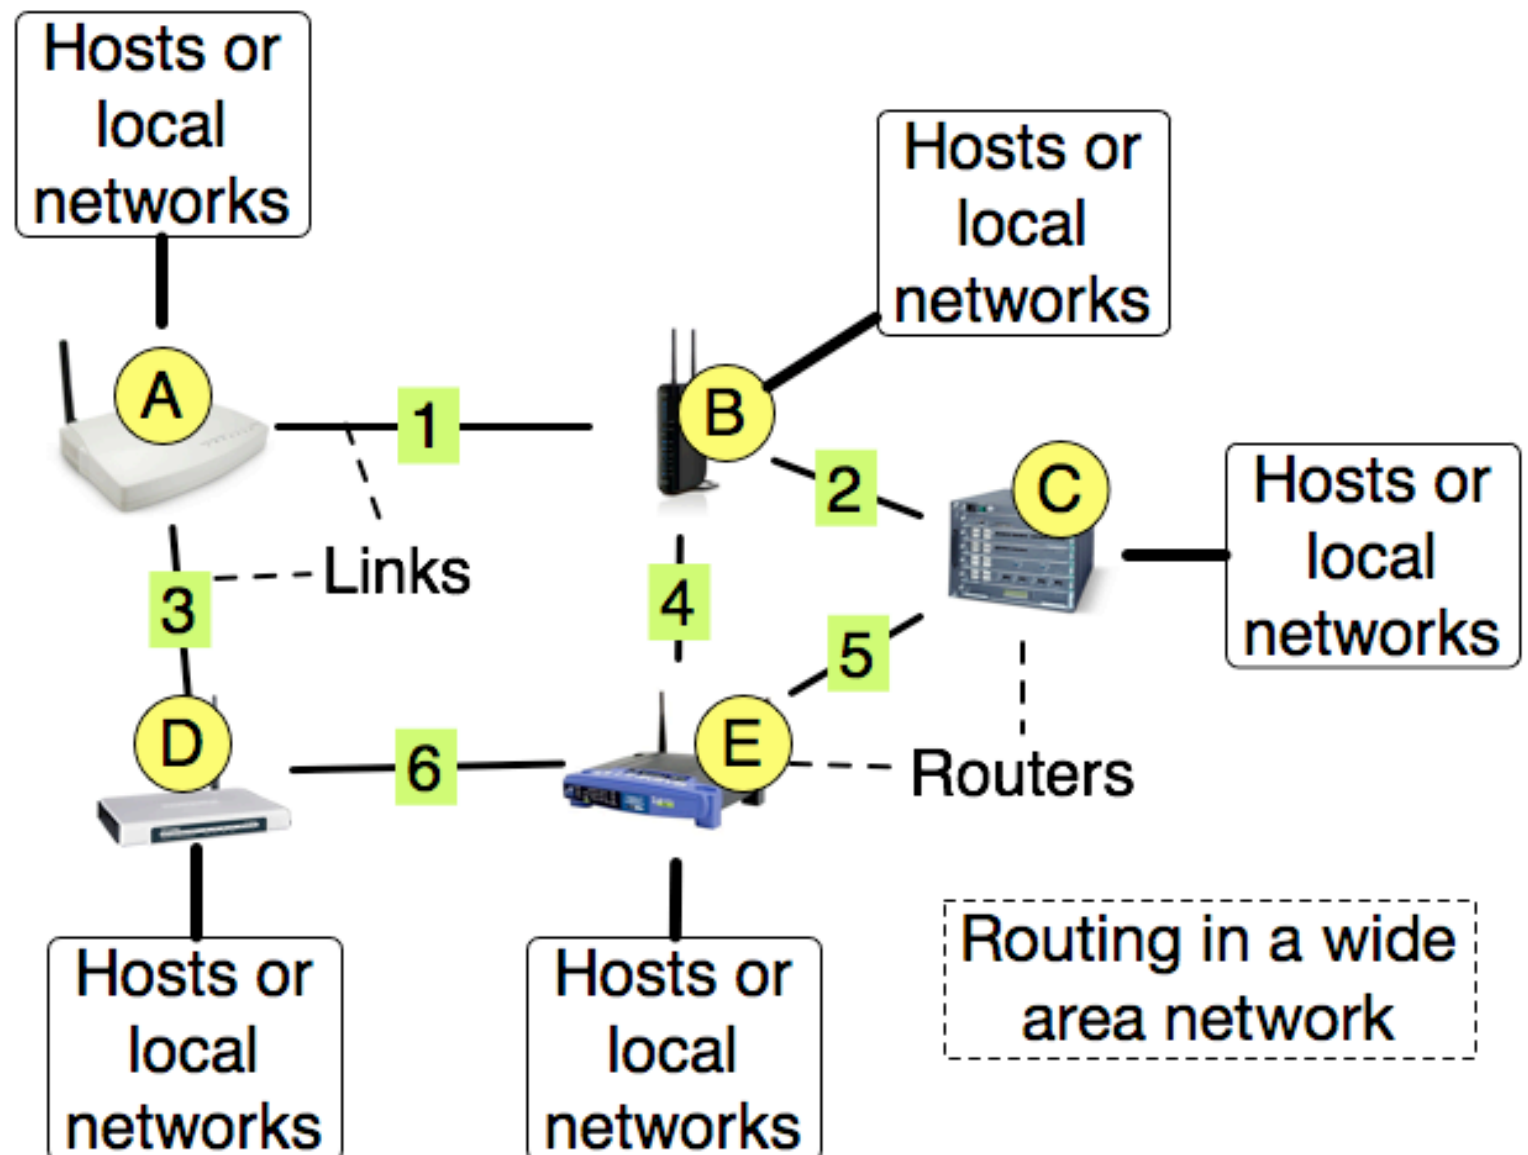 Hosts or
local
networks
Hosts or
local
networks
A
1
B
2
C
Hosts or
local
networks
Links
3
4
5
D
6
E
Routers
Hosts or
local
networks
Hosts or
local
networks
Routing in a wide
area network